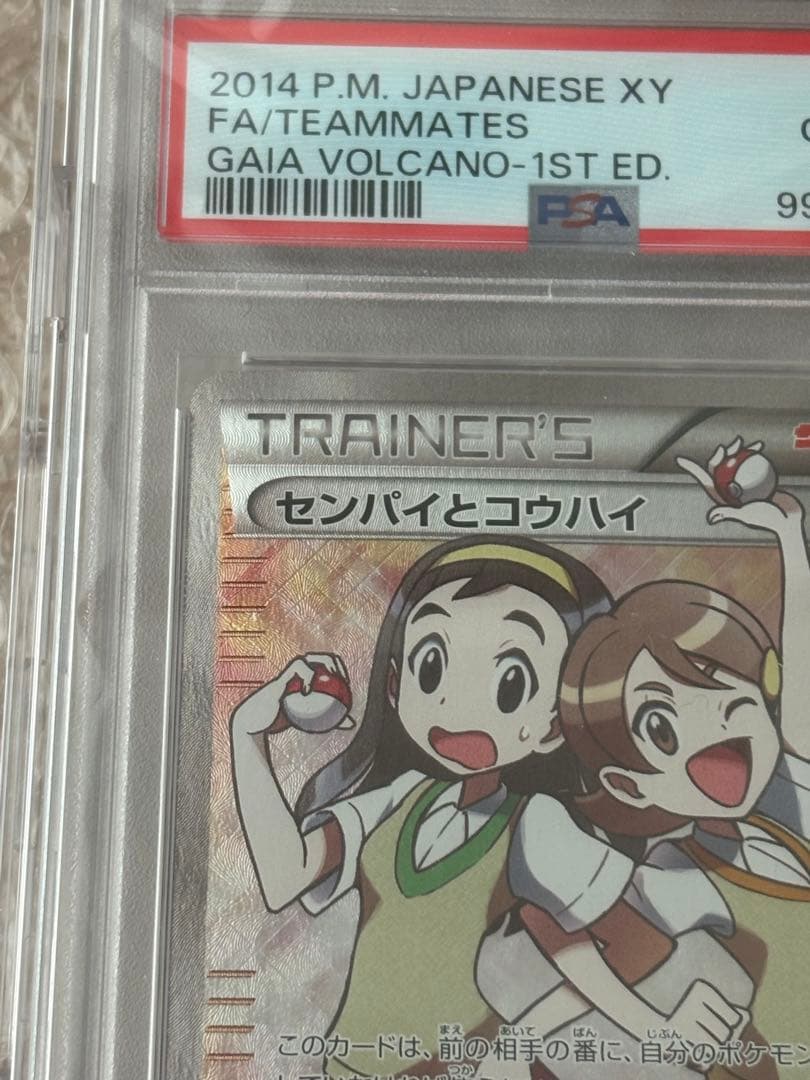 2014 P.M. JAPANESE XY
FA/TEAMMATES
GAIA VOLCANO-1ST ED.
PSA
99
TRAINER'S
センパイとコウハイ
このカードは、前の相手の番に、自分のポケモン